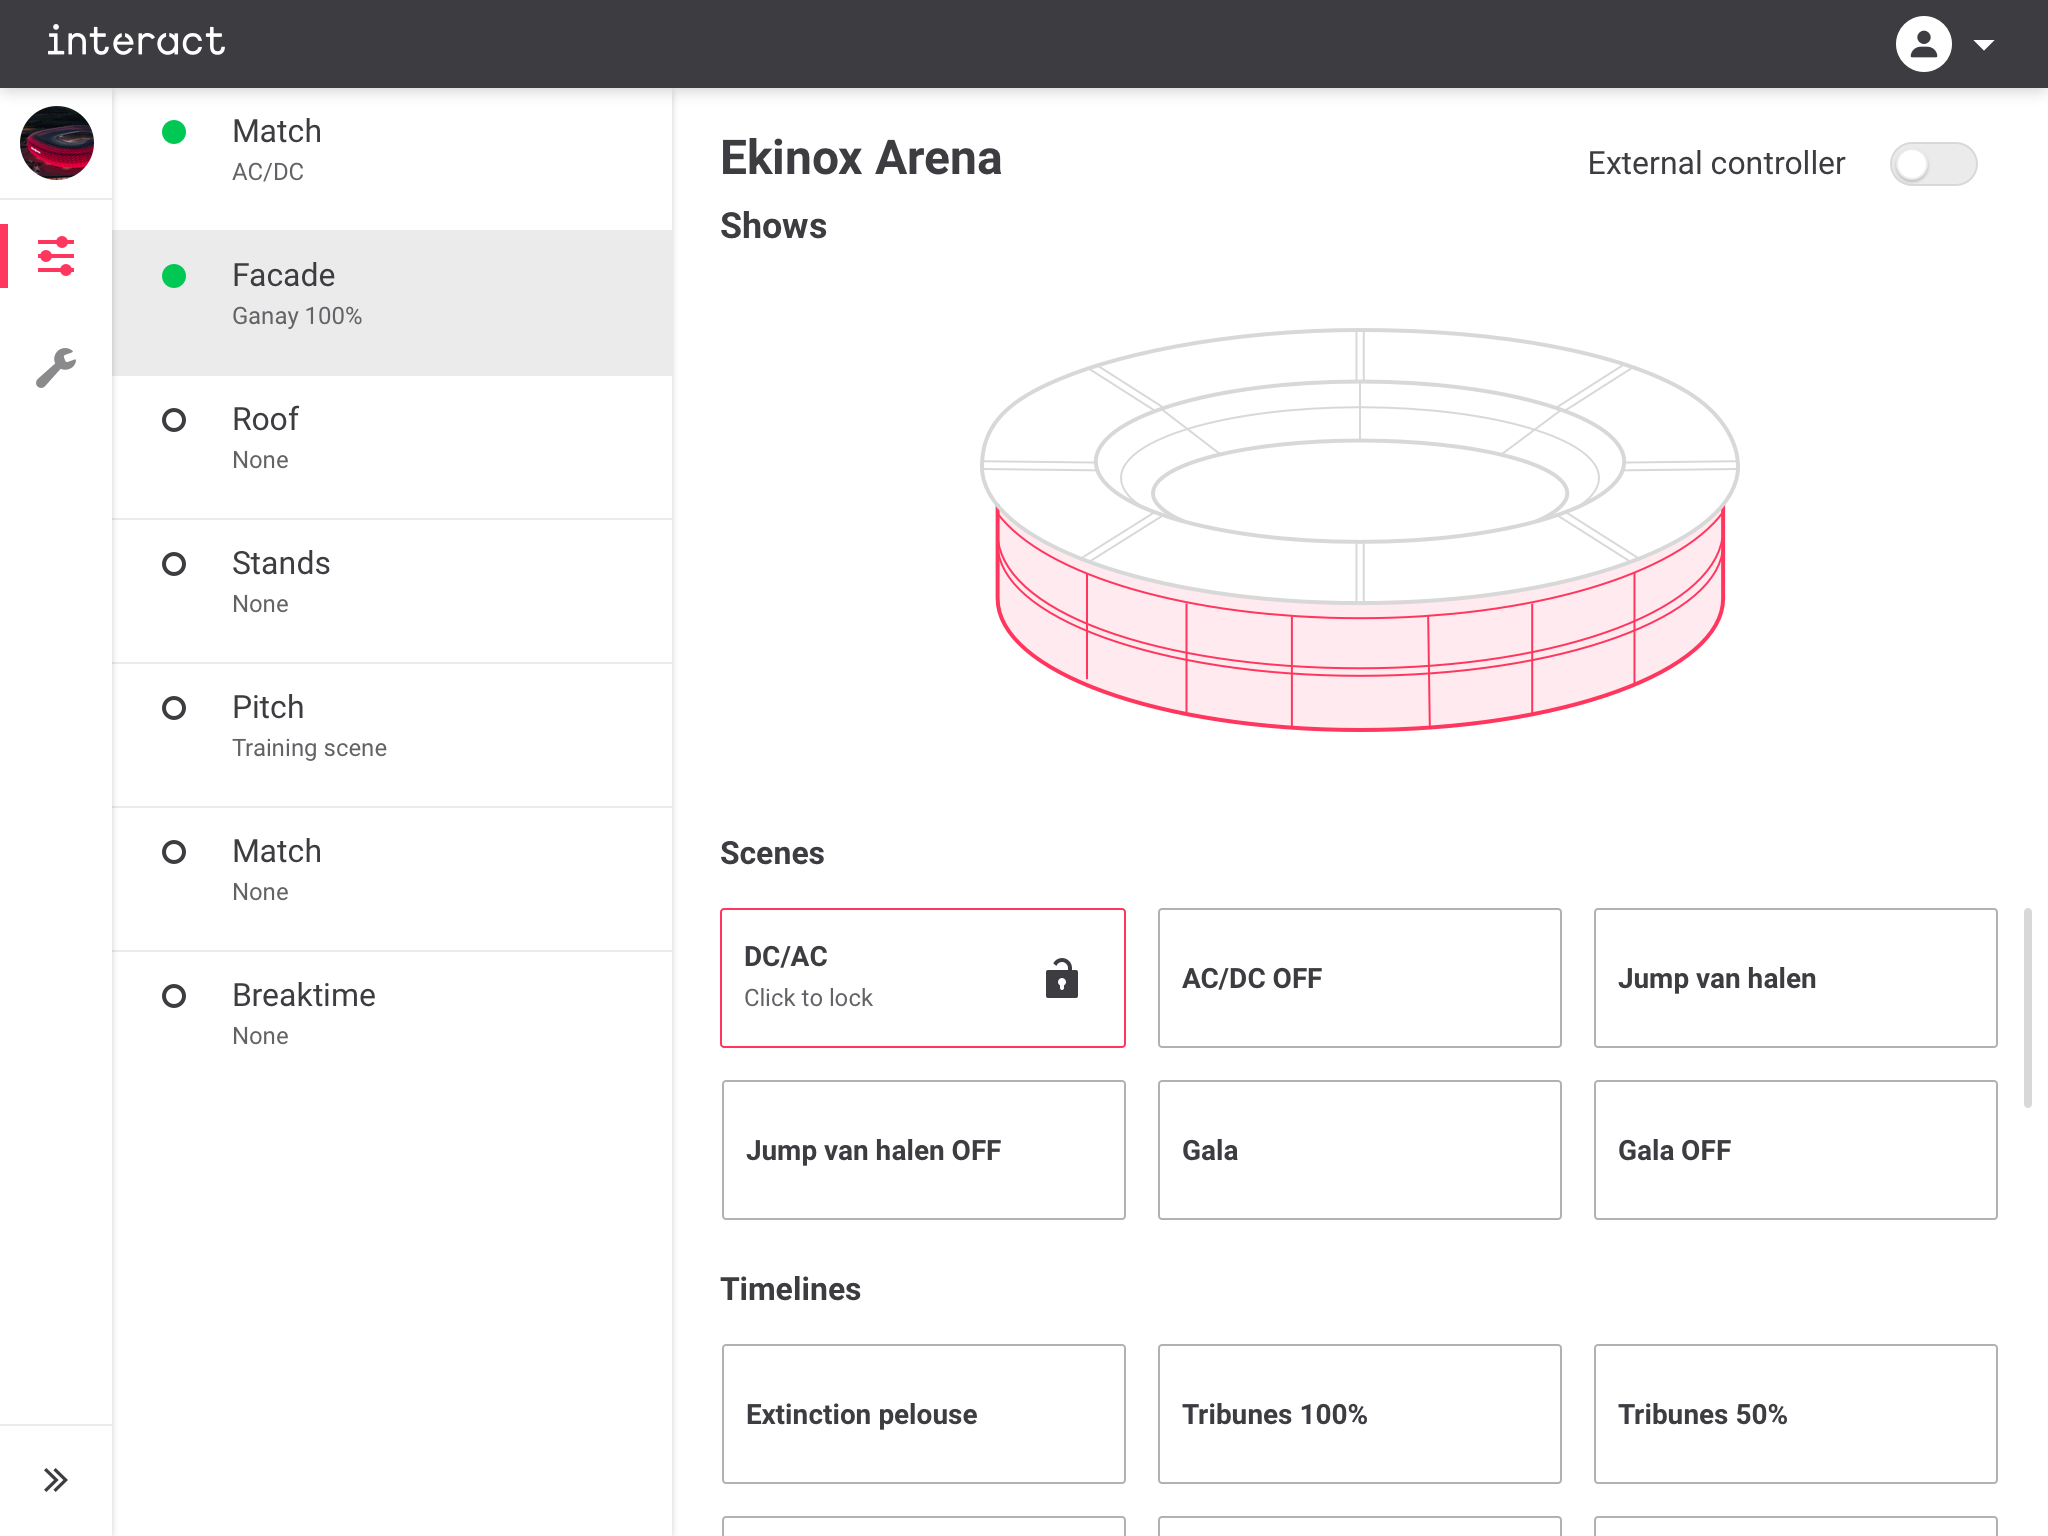 interact
Match
AC/DC
Facade
Ganay 100%
Roof
None
Stands
None
Pitch
Training scene
Match
None
Breaktime
None
Ekinox Arena
External controller
Shows
Scenes
DC/AC
Click to lock
AC/DC OFF
Jump van halen
Jump van halen OFF
Gala
Gala OFF
Timelines
Extinction pelouse
Tribunes 100%
Tribunes 50%